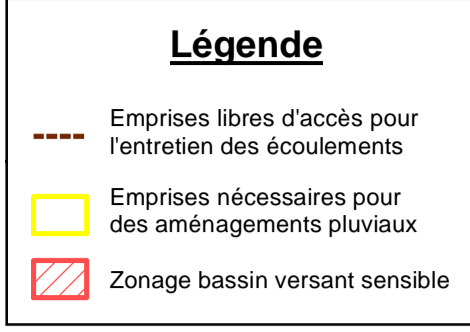 Légende
Emprises libres d'accès pour
l'entretien des écoulements
Emprises nécessaires pour
des aménagements pluviaux
Zonage bassin versant sensible